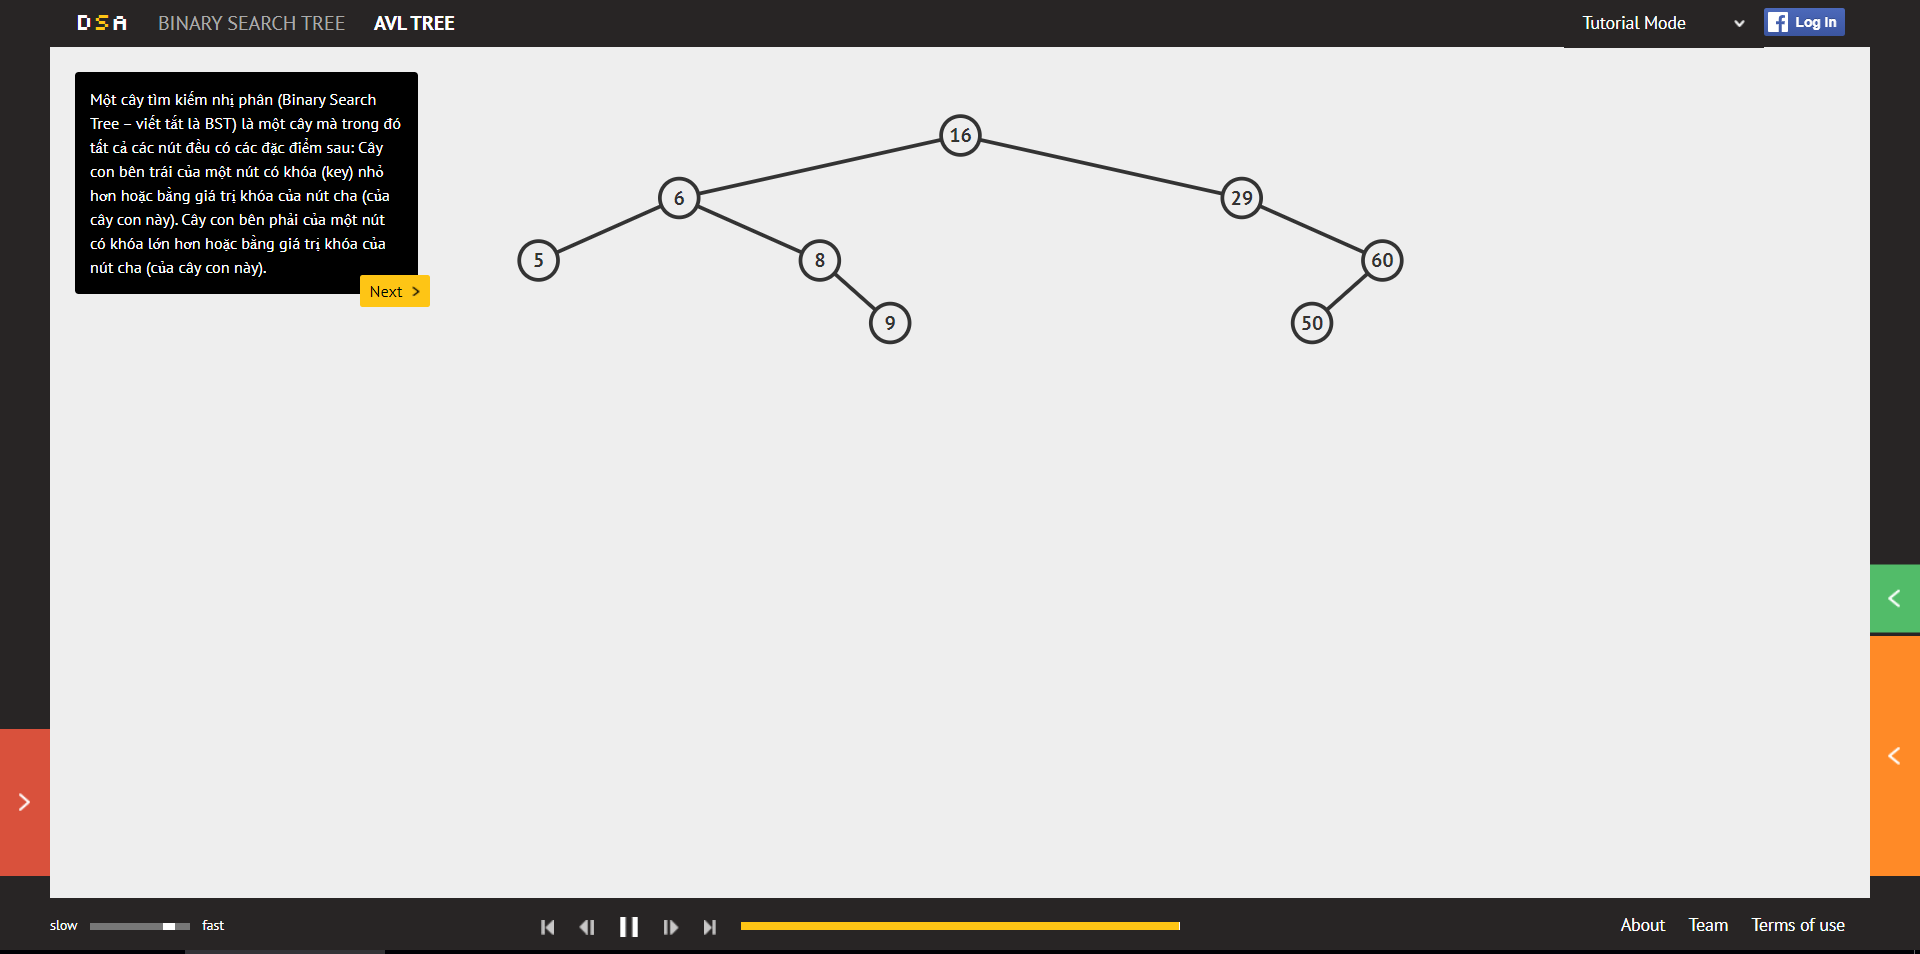 DSA BINARY SEARCH TREE AVL TREE Tutorial Mode Log In
Một cây tìm kiếm nhị phân (Binary Search
Tree – viết tắt là BST) là một cây mà trong đó
tất cả các nút đều có các đặc điểm sau: Cây
con bên trái của một nút có khóa (key) nhỏ
hơn hoặc bằng giá trị khóa của nút cha (của
cây con này). Cây con bên phải của một nút
có khóa lớn hơn hoặc bằng giá trị khóa của
nút cha (của cây con này).
Next >
16
6
29
5
8
60
9
50
slow fast
About Team Terms of use